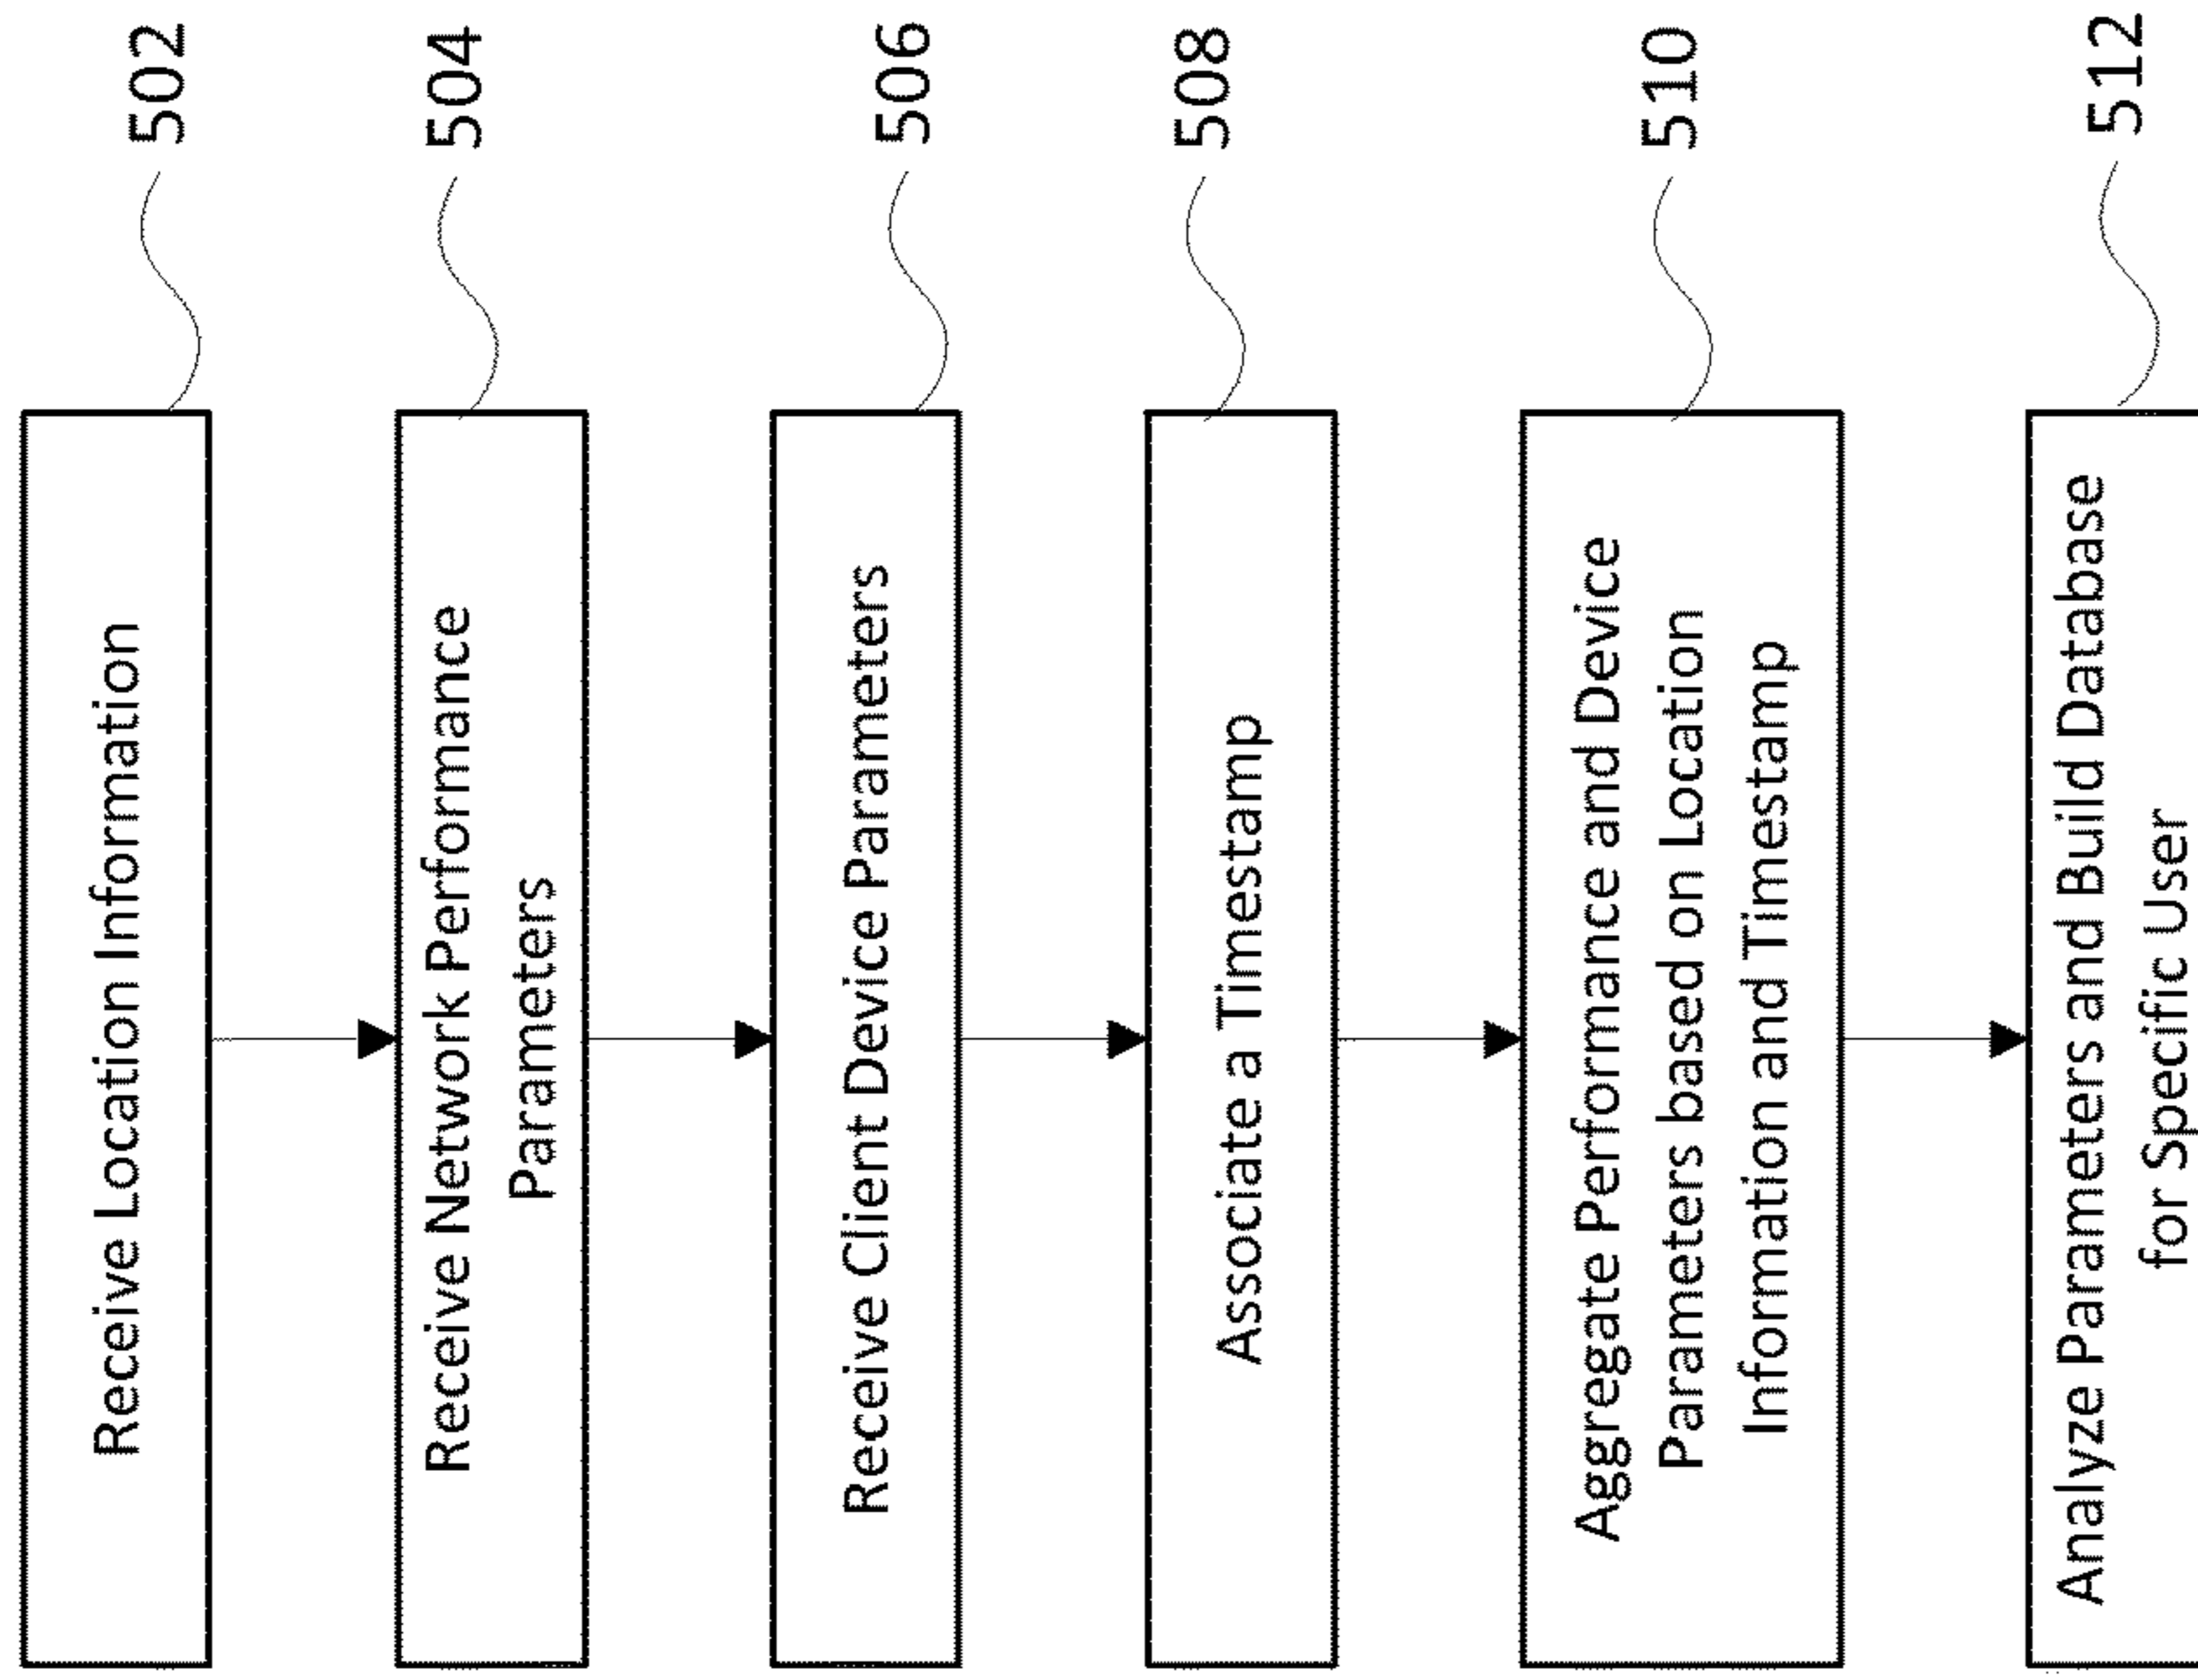 Receive Location Information
502
Receive Network Performance
Parameters
504
Receive Client Device Parameters
506
Associate a Timestamp
508
Aggregate Performance and Device
Parameters based on Location
Information and Timestamp
510
Analyze Parameters and Build Database
for Specific User
512